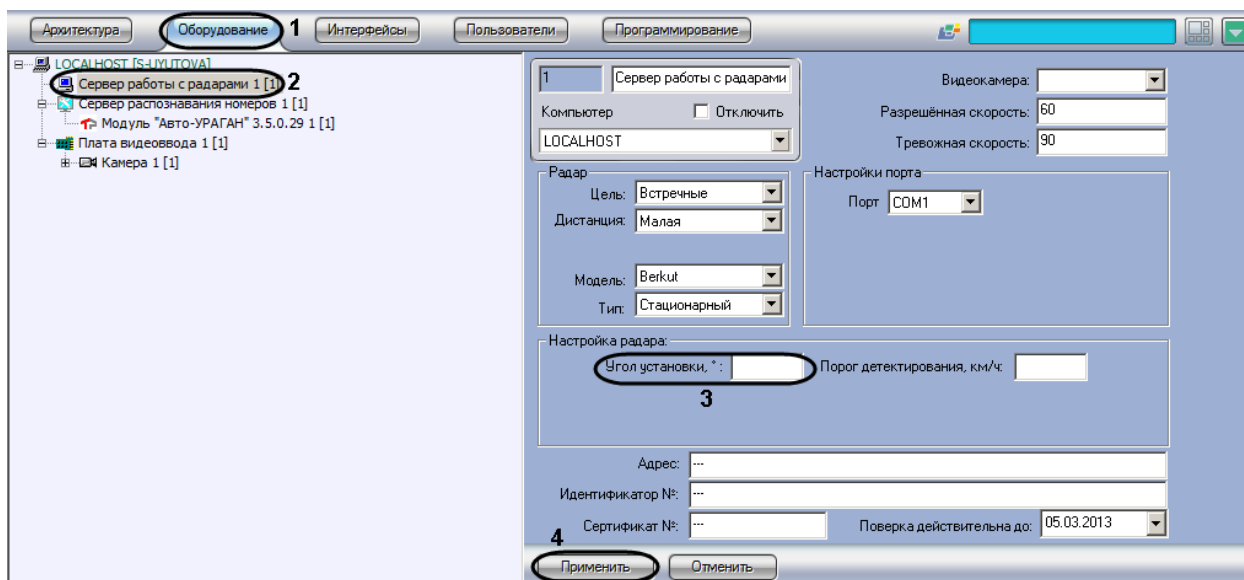 Архитектура Оборудование 1 Интерфейсы Пользователи Программирование
LOCALHOST [S-UYUTOVA]
Сервер работы с радарами 1 [1] 2
Сервер распознавания номеров 1 [1]
Модуль "Авто-УРАГАН" 3.5.0.29 1 [1]
Плата видеоввода 1 [1]
Камера 1 [1]
1 Сервер работы с радарами
Компьютер Отключить
LOCALHOST
Видеокамера:
Разрешённая скорость: 60
Тревожная скорость: 90
Радар
Цель: Встречные
Дистанция: Малая
Модель: Berkut
Тип: Стационарный
Настройки порта
Порт COM1
Настройка радара:
Угол установки, ° : Порог детектирования, км/ч:
3
Адрес: ---
Идентификатор №: ---
Сертификат №: --- Поверка действительна до: 05.03.2013
4
Применить Отменить